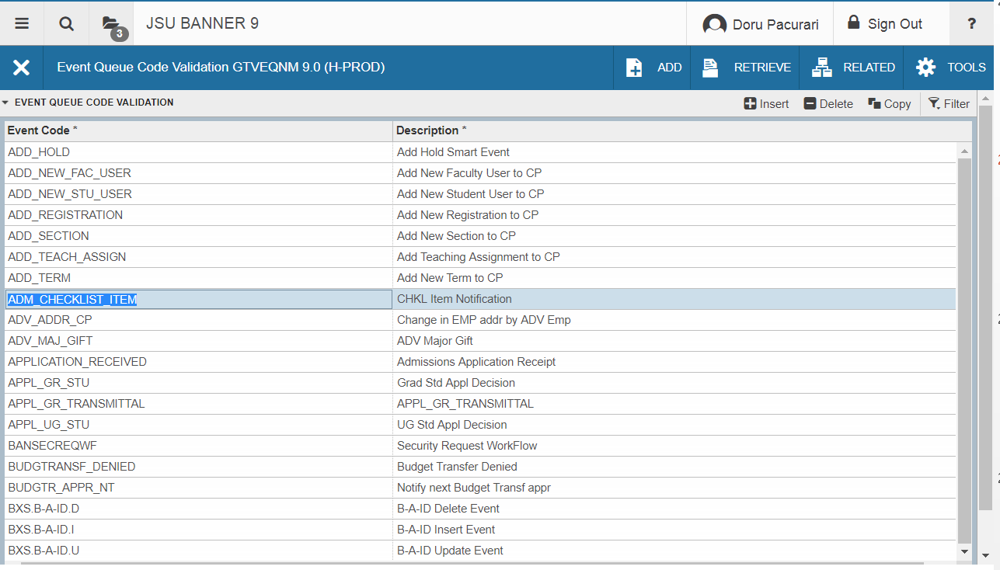 3 JSU BANNER 9 Doru Pacurari Sign Out ?
Event Queue Code Validation GTVEQNM 9.0 (H-PROD) ADD RETRIEVE RELATED TOOLS
EVENT QUEUE CODE VALIDATION Insert Delete Copy Filter
Event Code * Description *
ADD_HOLD Add Hold Smart Event
ADD_NEW_FAC_USER Add New Faculty User to CP
ADD_NEW_STU_USER Add New Student User to CP
ADD_REGISTRATION Add New Registration to CP
ADD_SECTION Add New Section to CP
ADD_TEACH_ASSIGN Add Teaching Assignment to CP
ADD_TERM Add New Term to CP
ADM_CHECKLIST_ITEM CHKL Item Notification
ADV_ADDR_CP Change in EMP addr by ADV Emp
ADV_MAJ_GIFT ADV Major Gift
APPLICATION_RECEIVED Admissions Application Receipt
APPL_GR_STU Grad Std Appl Decision
APPL_GR_TRANSMITTAL APPL_GR_TRANSMITTAL
APPL_UG_STU UG Std Appl Decision
BANSECREQWF Security Request WorkFlow
BUDGTRANSF_DENIED Budget Transfer Denied
BUDGTR_APPR_NT Notify next Budget Transf appr
BXS.B-A-ID.D B-A-ID Delete Event
BXS.B-A-ID.I B-A-ID Insert Event
BXS.B-A-ID.U B-A-ID Update Event